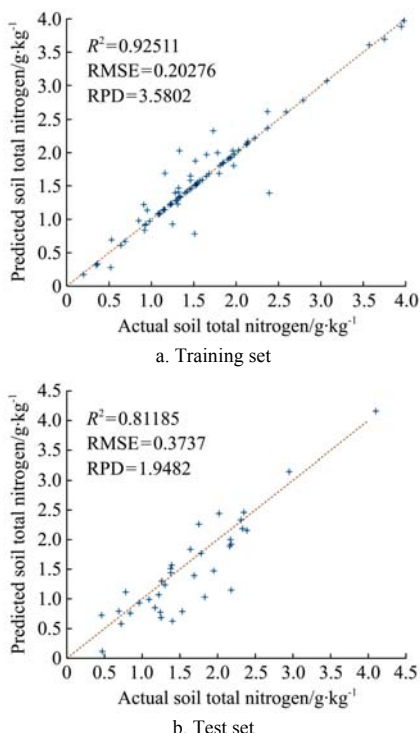 4.0
3.5
3.0
2.5
2.0
1.5
1.0
0.5
R²=0.92511
RMSE=0.20276
RPD=3.5802
Predicted soil total nitrogen/g·kg⁻¹
0 0.5 1.0 1.5 2.0 2.5 3.0 3.5 4.0
Actual soil total nitrogen/g·kg⁻¹
a. Training set
4.5
4.0
3.5
3.0
2.5
2.0
1.5
1.0
0.5
0
R²=0.81185
RMSE=0.3737
RPD=1.9482
Predicted soil total nitrogen/g·kg⁻¹
0 0.5 1.0 1.4 2.0 2.5 3.0 3.5 4.0 4.5
Actual soil total nitrogen/g·kg⁻¹
b. Test set